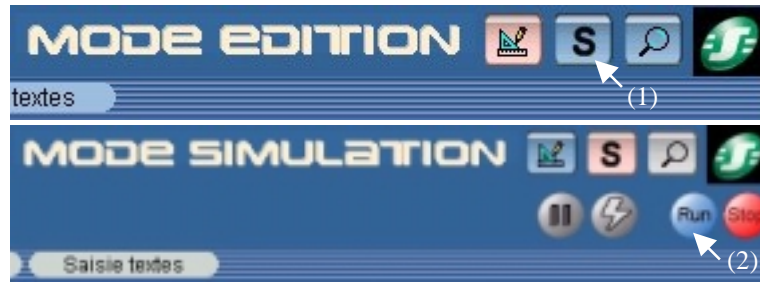 MODE EDITION S
textes
(1)
MODE SIMULATION S
Run Stop
Saisie textes
(2)